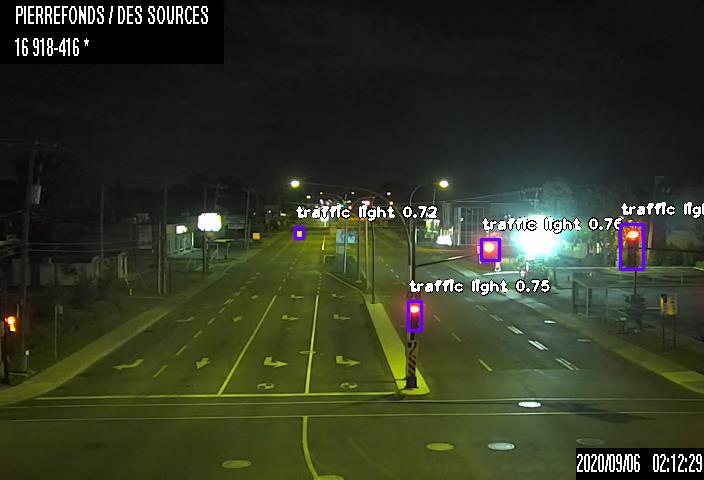 PIERREFONDS / DES SOURCES
16 918-416 *
traffic light 0.72
traffic light 0.76
traffic lig
traffic light 0.75
2020/09/06 02:12:29